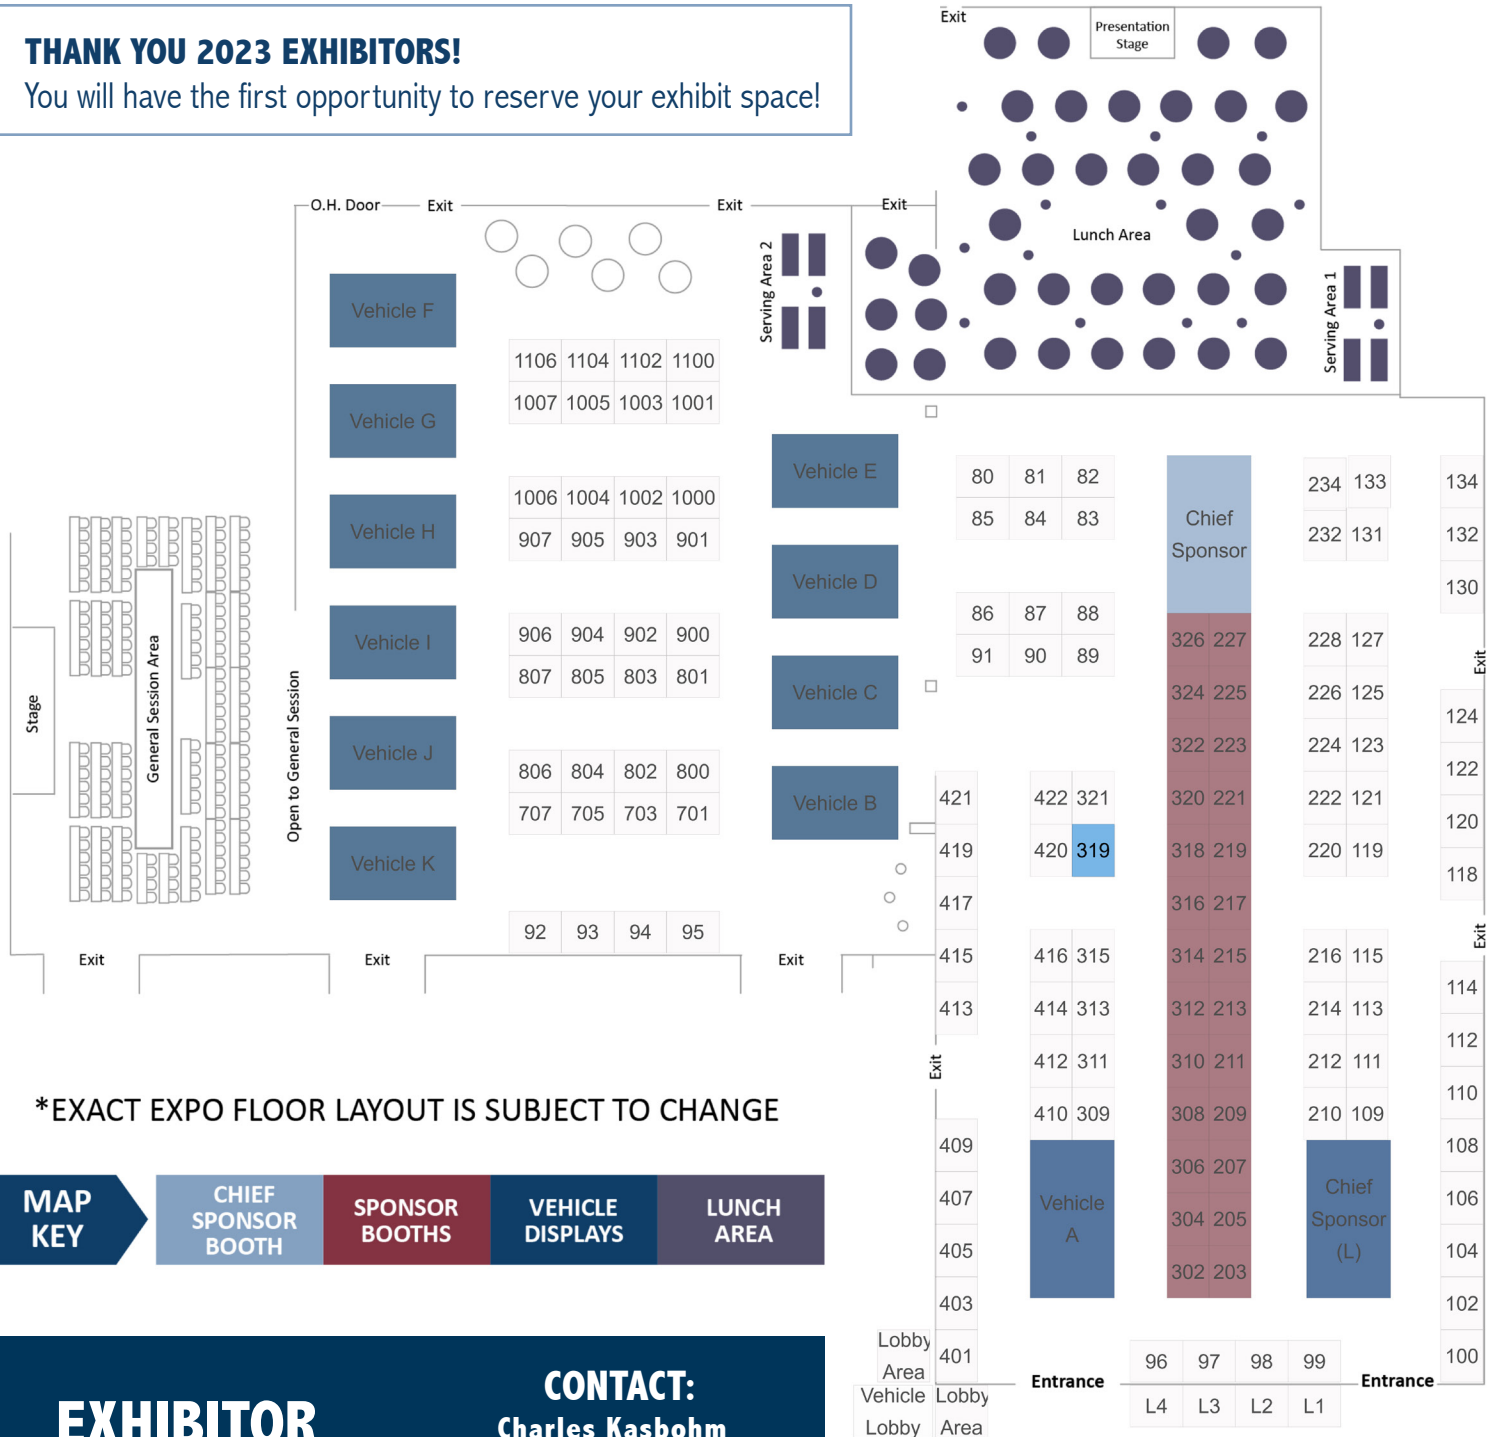 THANK YOU 2023 EXHIBITORS!
You will have the first opportunity to reserve your exhibit space!
Exit
Presentation
Stage
Lunch Area
O.H. Door
Exit
Exit
Exit
Serving Area 2
Serving Area 1
Vehicle F
Vehicle G
Vehicle H
Vehicle I
Vehicle J
Vehicle K
1106 1104 1102 1100
1007 1005 1003 1001
1006 1004 1002 1000
907 905 903 901
906 904 902 900
807 805 803 801
806 804 802 800
707 705 703 701
92 93 94 95
Stage
General Session Area
Open to General Session
Exit
Exit
Exit
Vehicle E
Vehicle D
Vehicle C
Vehicle B
80 81 82
85 84 83
86 87 88
91 90 89
421
419
417
415
413
Exit
409
407
405
403
401
422 321
420 319
416 315
414 313
412 311
410 309
Vehicle
A
Chief
Sponsor
326 227
324 225
322 223
320 221
318 219
316 217
314 215
312 213
310 211
308 209
306 207
304 205
302 203
234 133
232 131
228 127
226 125
224 123
222 121
220 119
216 115
214 113
212 111
210 109
Chief
Sponsor
(L)
134
132
130
Exit
124
122
120
118
Exit
114
112
110
108
106
104
102
100
96 97 98 99
Entrance
Entrance
L4 L3 L2 L1
Lobby
Area
Vehicle
Lobby
Lobby
Area
*EXACT EXPO FLOOR LAYOUT IS SUBJECT TO CHANGE
MAP
KEY
CHIEF
SPONSOR
BOOTH
SPONSOR
BOOTHS
VEHICLE
DISPLAYS
LUNCH
AREA
EXHIBITOR
CONTACT:
Charles Kasbohm